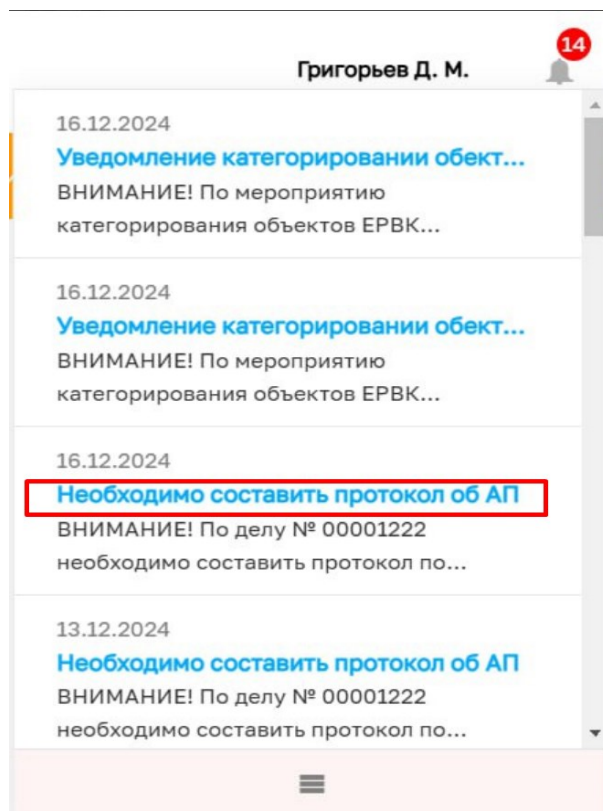 14
Григорьев Д. М.
16.12.2024
Уведомление категорировании обект...
ВНИМАНИЕ! По мероприятию
категорирования объектов ЕРВК...
16.12.2024
Уведомление категорировании обект...
ВНИМАНИЕ! По мероприятию
категорирования объектов ЕРВК...
16.12.2024
Необходимо составить протокол об АП
ВНИМАНИЕ! По делу № 00001222
необходимо составить протокол по...
13.12.2024
Необходимо составить протокол об АП
ВНИМАНИЕ! По делу № 00001222
необходимо составить протокол по...